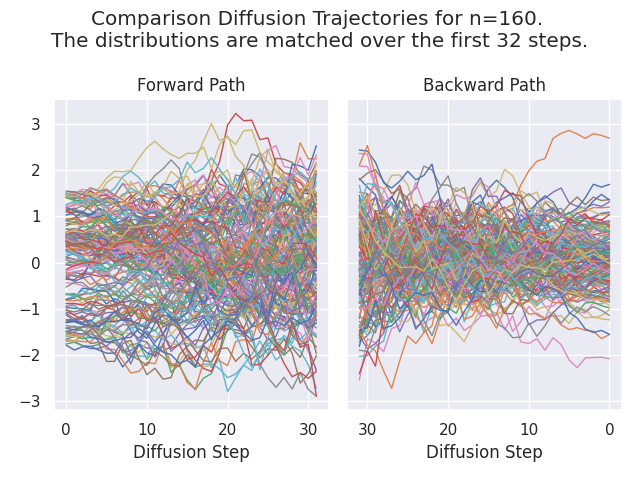 Comparison Diffusion Trajectories for n=160.
The distributions are matched over the first 32 steps.
Forward Path
Backward Path
3
2
1
0
−1
−2
−3
0
10
20
30
30
20
10
0
Diffusion Step
Diffusion Step